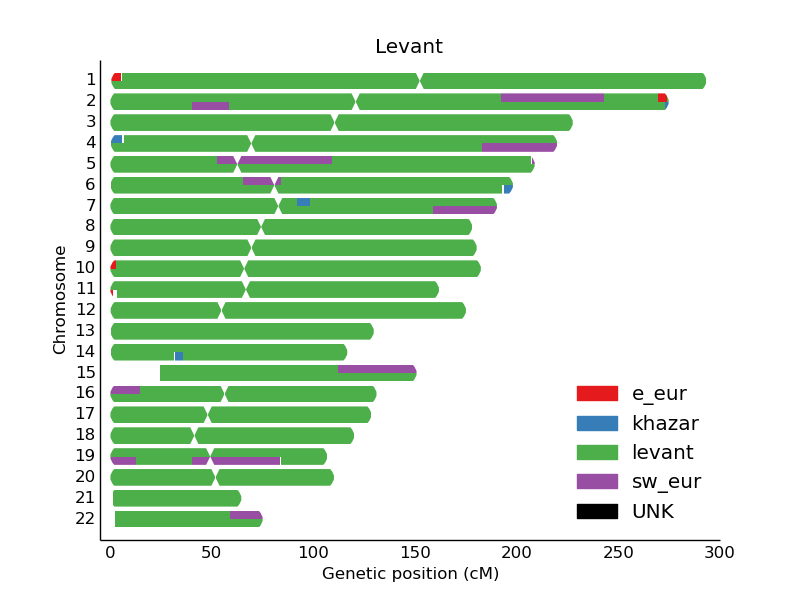 Levant
Chromosome
1
2
3
4
5
6
7
8
9
10
11
12
13
14
15
16
17
18
19
20
21
22
e_eur
khazar
levant
sw_eur
UNK
0 50 100 150 200 250 300
Genetic position (cM)